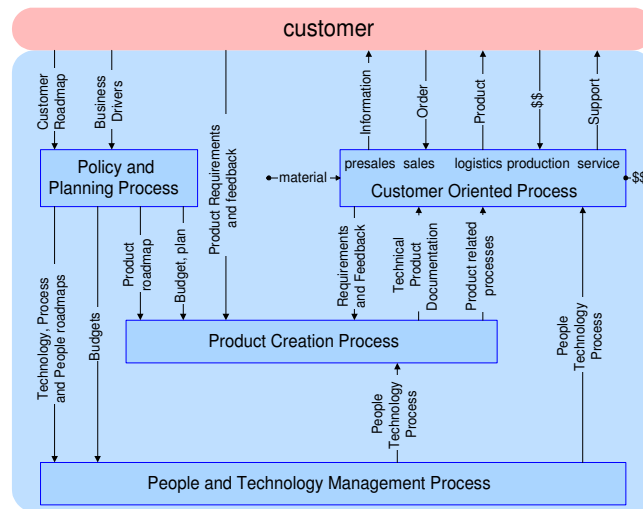 customer
Customer
Roadmap
Business
Drivers
Product Requirements
and feedback
Information
Order
Product
$$
Support
Policy and
Planning Process
presales sales logistics production service
Customer Oriented Process
material
$$
Technology, Process
and People roadmaps
Budgets
Product
roadmap
Budget, plan
Requirements
and Feedback
Technical
Product
Documentation
Product related
processes
People
Technology
Process
Product Creation Process
People
Technology
Process
People and Technology Management Process